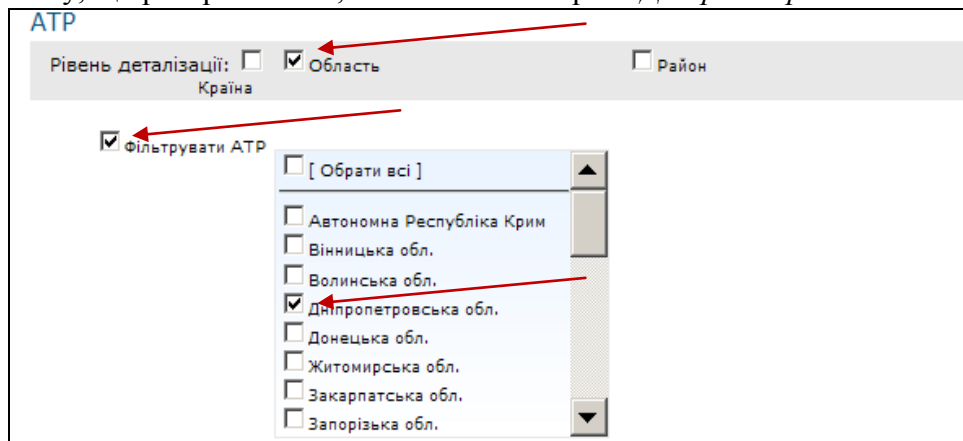 АТР
Рівень деталізації: Область Район
Країна
Фільтрувати АТР
[ Обрати всі ]
Автономна Республіка Крим
Вінницька обл.
Волинська обл.
Дніпропетровська обл.
Донецька обл.
Житомирська обл.
Закарпатська обл.
Запорізька обл.